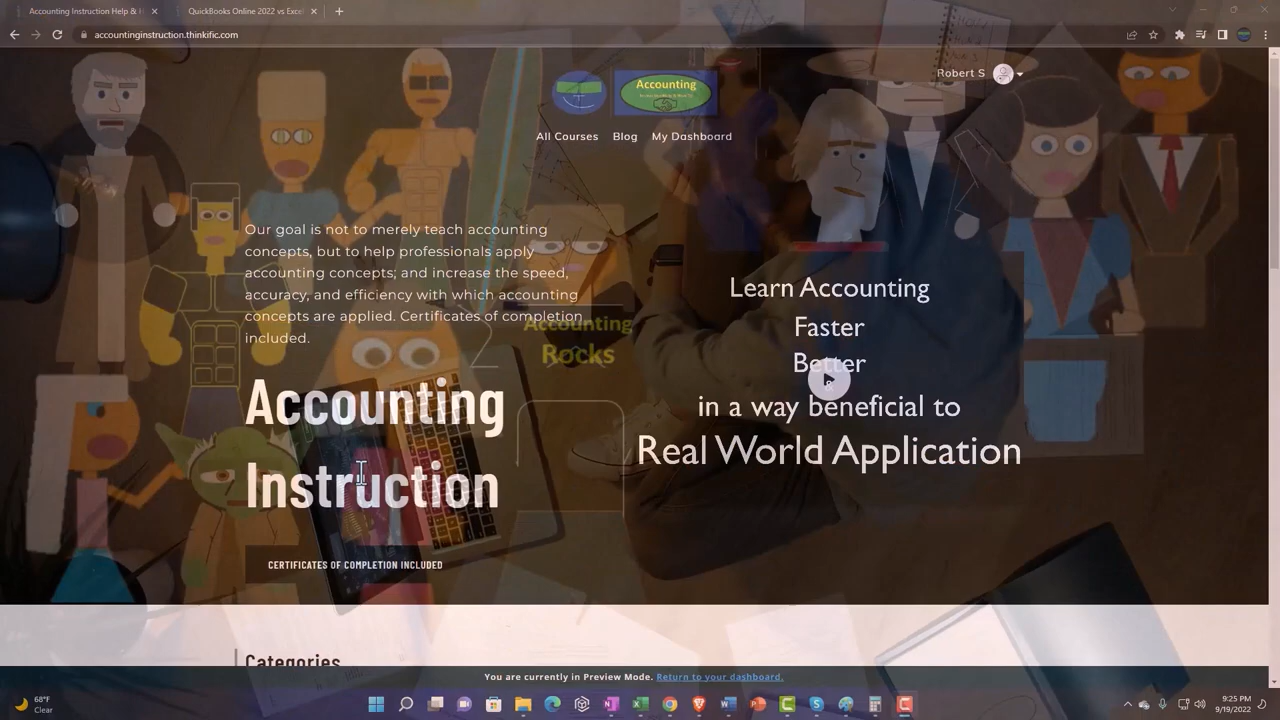 Accounting Instruction Help & H
QuickBooks Online 2022 vs Exce
accountinginstruction.thinkific.com
Robert S
Accounting
All Courses
Blog
My Dashboard
Our goal is not to merely teach accounting
concepts, but to help professionals apply
accounting concepts; and increase the speed,
accuracy, and efficiency with which accounting
concepts are applied. Certificates of completion
included.
Accounting
Rocks
Accounting
Instruction
CERTIFICATES OF COMPLETION INCLUDED
Learn Accounting
Faster
Better
&
in a way beneficial to
Real World Application
Categories
You are currently in Preview Mode. Return to your dashboard.
68°F
Clear
9:25 PM
9/19/2022